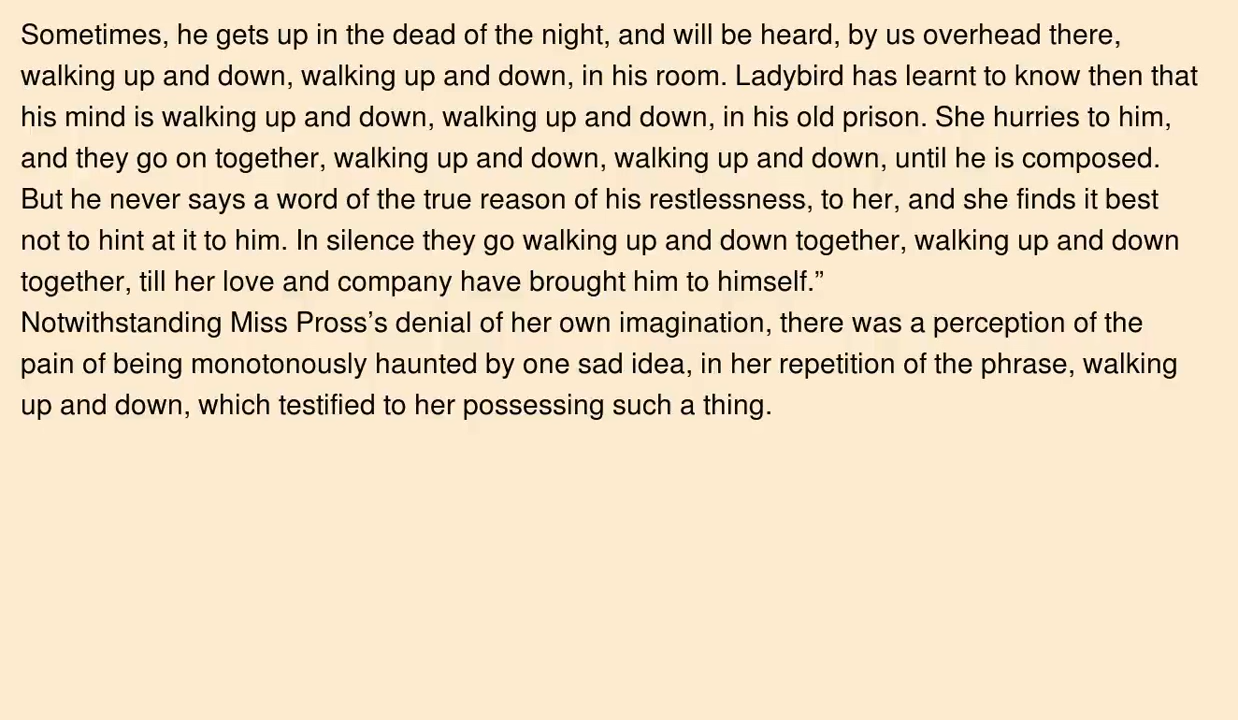 Sometimes, he gets up in the dead of the night, and will be heard, by us overhead there,
walking up and down, walking up and down, in his room. Ladybird has learnt to know then that
his mind is walking up and down, walking up and down, in his old prison. She hurries to him,
and they go on together, walking up and down, walking up and down, until he is composed.
But he never says a word of the true reason of his restlessness, to her, and she finds it best
not to hint at it to him. In silence they go walking up and down together, walking up and down
together, till her love and company have brought him to himself.”
Notwithstanding Miss Pross’s denial of her own imagination, there was a perception of the
pain of being monotonously haunted by one sad idea, in her repetition of the phrase, walking
up and down, which testified to her possessing such a thing.